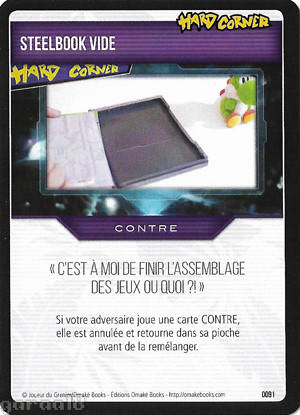 HARD CORNER
STEELBOOK VIDE
HARD CORNER
CONTRE
« C'EST À MOI DE FINIR L'ASSEMBLAGE
DES JEUX OU QUOI ?! »
Si votre adversaire joue une carte CONTRE,
elle est annulée et retourne dans sa pioche
avant de la remélanger.
© Joueur du Grenier/Omaké Books - Éditions Omaké Books - http://omakebooks.com/
0091